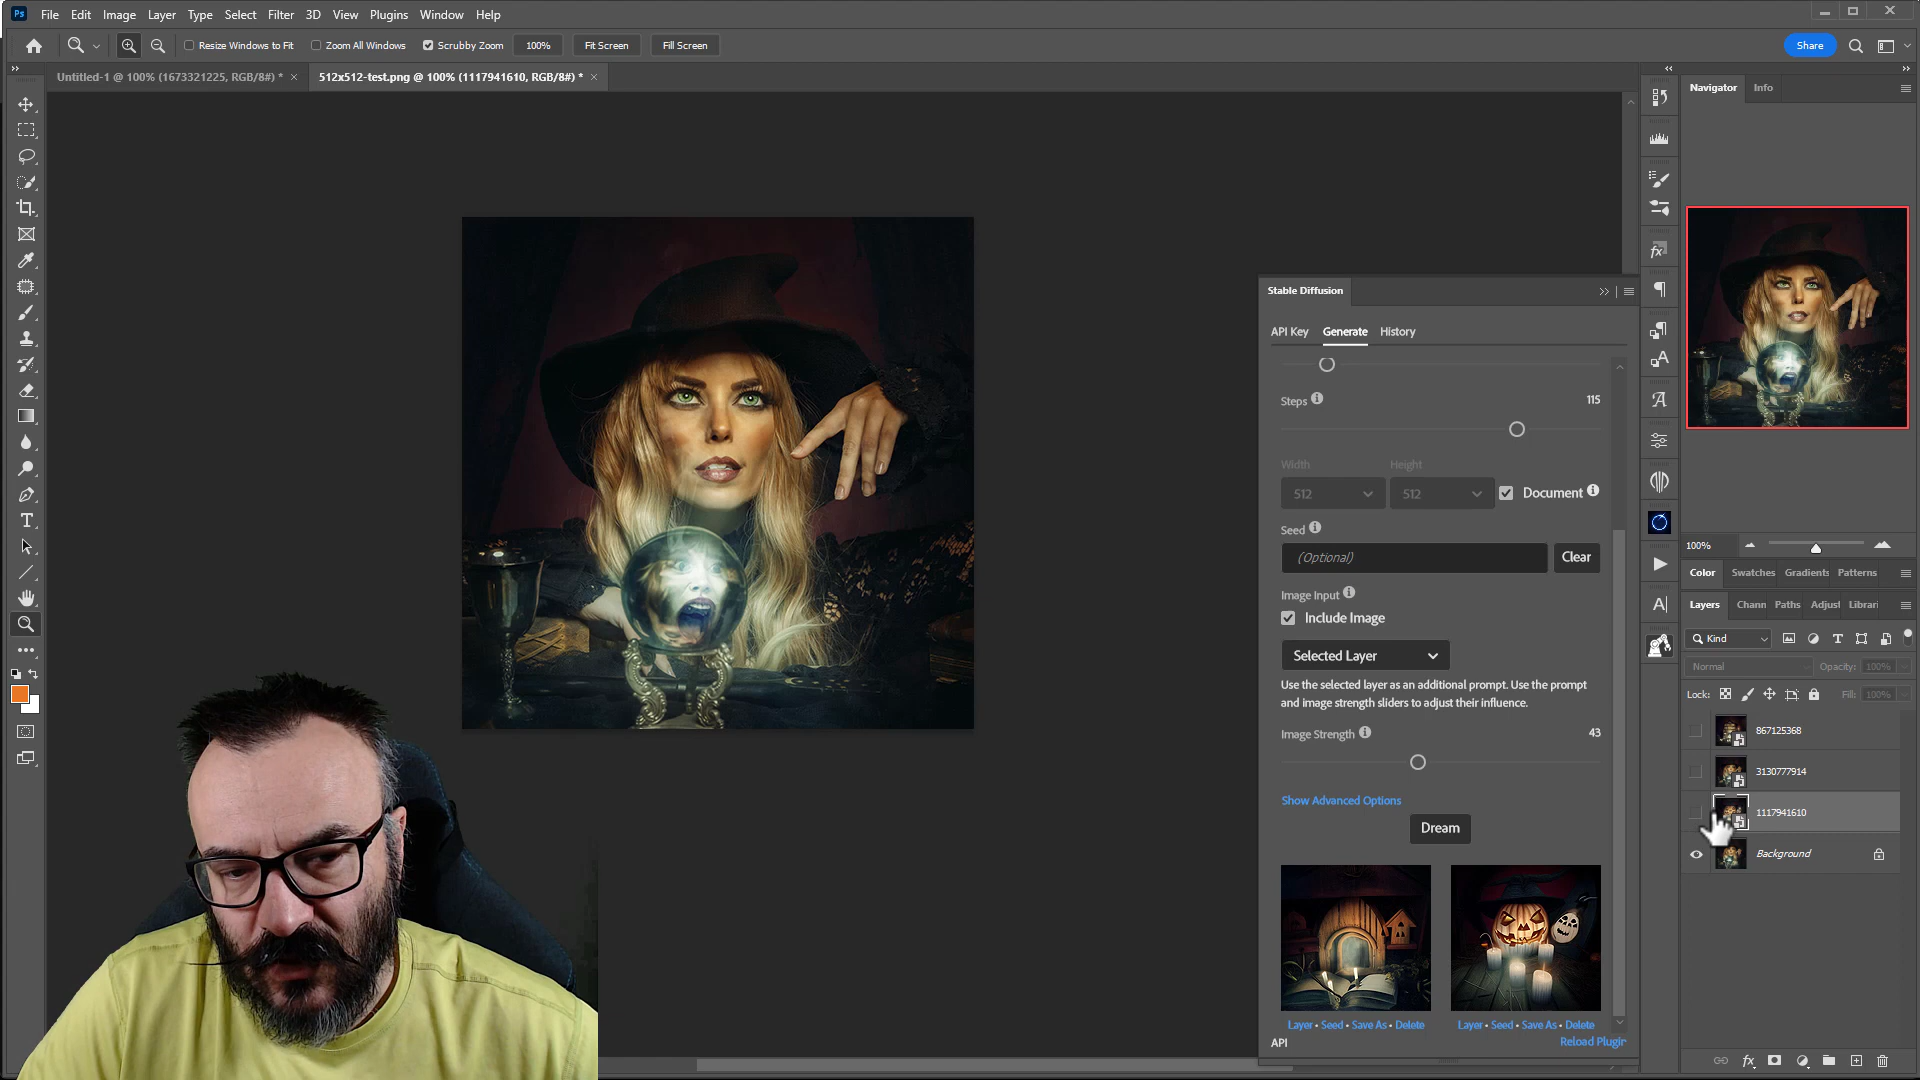 Ps File Edit Image Layer Type Select Filter 3D View Plugins Window Help
Resize Windows to Fit Zoom All Windows Scrubby Zoom 100% Fit Screen Fill Screen Share
Untitled-1 @ 100% (1673321225, RGB/8#) * × 512x512-test.png @ 100% (1117941610, RGB/8#) * ×
Navigator Info
Stable Diffusion
API Key Generate History
Steps 115
Width Height
512 512 Document
Seed
(Optional) Clear
Image Input
Include Image
Selected Layer
Use the selected layer as an additional prompt. Use the prompt
and image strength sliders to adjust their influence.
Image Strength 43
Show Advanced Options
Dream
Layer • Seed • Save As • Delete Layer • Seed • Save As • Delete
API Reload Plugin
100%
Color Swatches Gradients Patterns
Layers Chann Paths Adjust Librari
Kind
Normal Opacity: 100%
Lock: Fill: 100%
867125368
3130777914
1117941610
Background